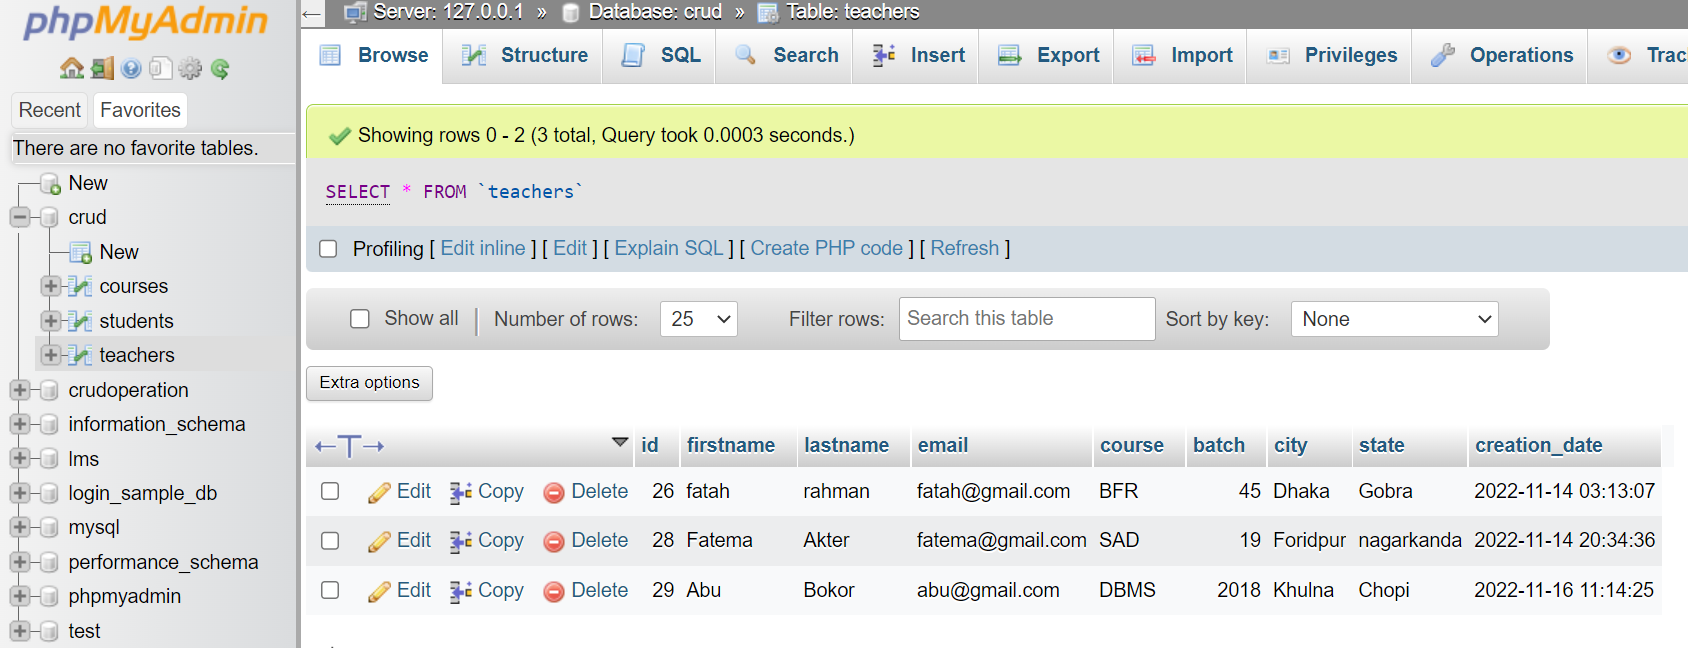 phpMyAdmin
Recent Favorites
There are no favorite tables.
New
crud
New
courses
students
teachers
crudoperation
information_schema
lms
login_sample_db
mysql
performance_schema
phpmyadmin
test
Server: 127.0.0.1 » Database: crud » Table: teachers
Browse Structure SQL Search Insert Export Import Privileges Operations Trac
Showing rows 0 - 2 (3 total, Query took 0.0003 seconds.)
SELECT * FROM `teachers`
Profiling [ Edit inline ] [ Edit ] [ Explain SQL ] [ Create PHP code ] [ Refresh ]
Show all | Number of rows: 25 Filter rows: Search this table Sort by key: None
Extra options
←T→ id firstname lastname email course batch city state creation_date
Edit Copy Delete 26 fatah rahman fatah@gmail.com BFR 45 Dhaka Gobra 2022-11-14 03:13:07
Edit Copy Delete 28 Fatema Akter fatema@gmail.com SAD 19 Foridpur nagarkanda 2022-11-14 20:34:36
Edit Copy Delete 29 Abu Bokor abu@gmail.com DBMS 2018 Khulna Chopi 2022-11-16 11:14:25